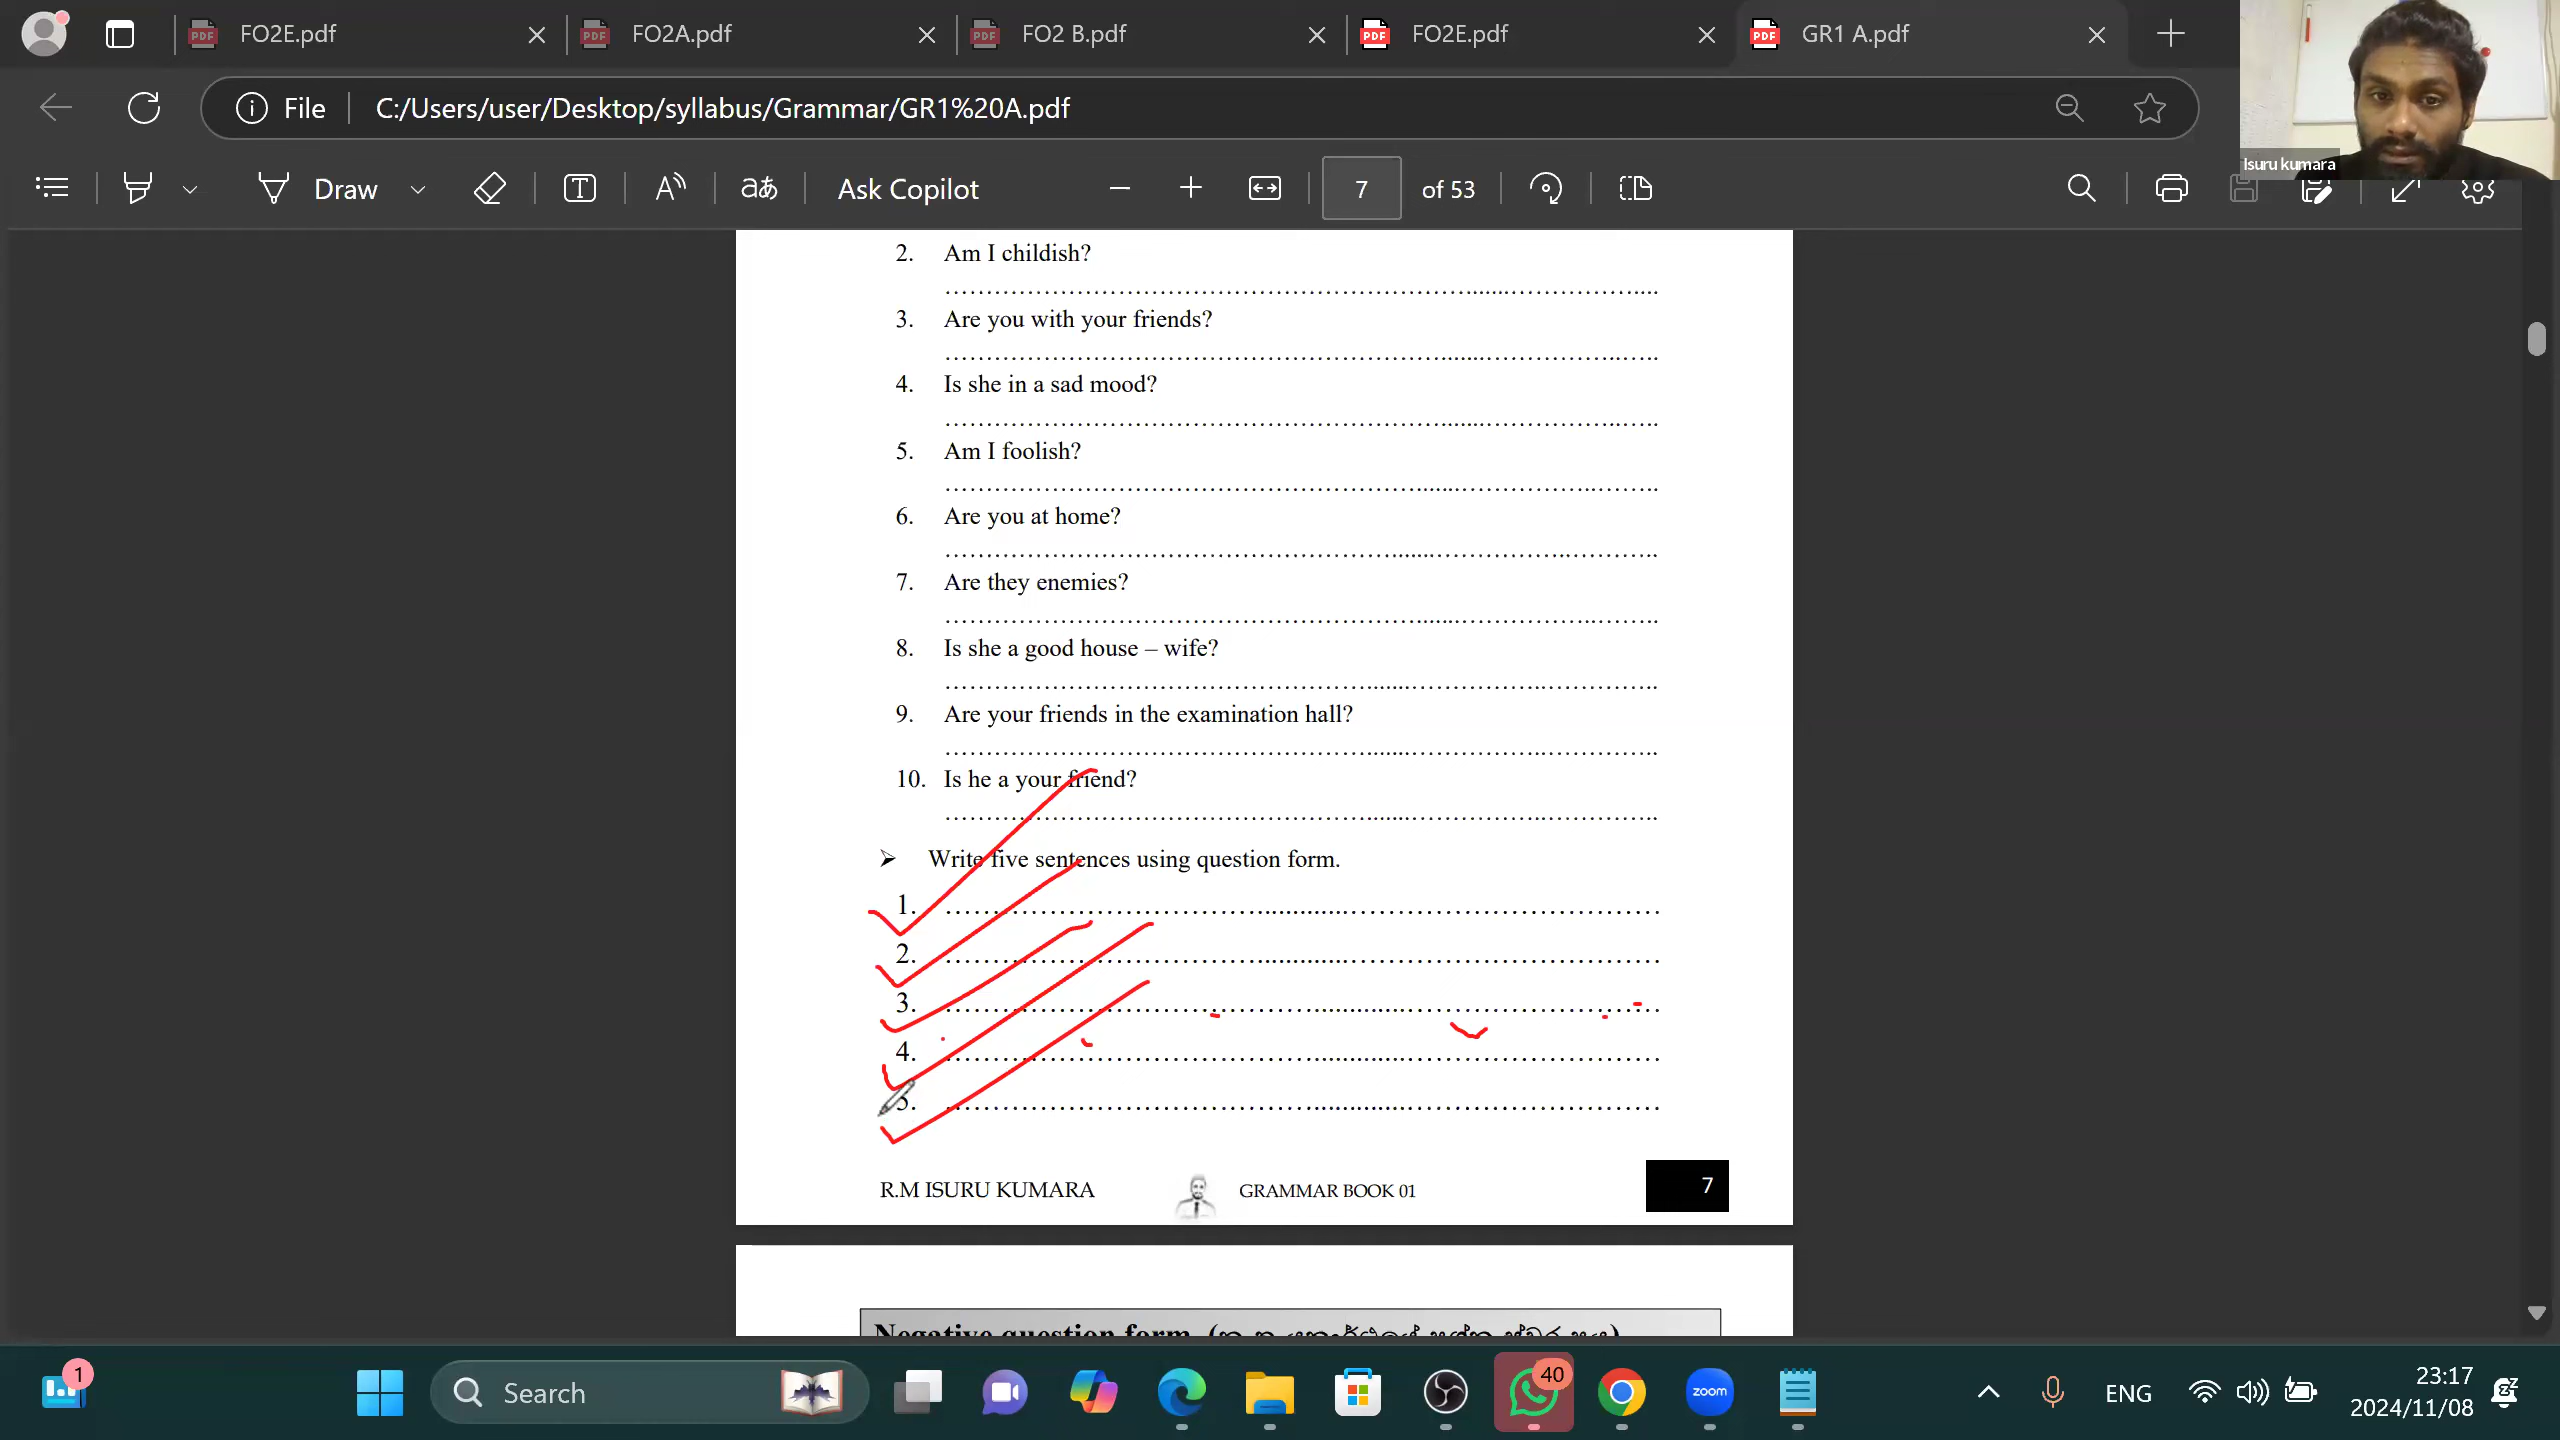 FO2E.pdf
FO2A.pdf
FO2 B.pdf
FO2E.pdf
GR1 A.pdf
File C:/Users/user/Desktop/syllabus/Grammar/GR1%20A.pdf
Isuru kumara
Draw
Ask Copilot
7 of 53
2. Am I childish?
3. Are you with your friends?
4. Is she in a sad mood?
5. Am I foolish?
6. Are you at home?
7. Are they enemies?
8. Is she a good house – wife?
9. Are your friends in the examination hall?
10. Is he a your friend?
➢ Write five sentences using question form.
1.
2.
3.
4.
5.
R.M ISURU KUMARA GRAMMAR BOOK 01 7
Negative question form
1
Search
40
zoom
ENG
23:17
2024/11/08